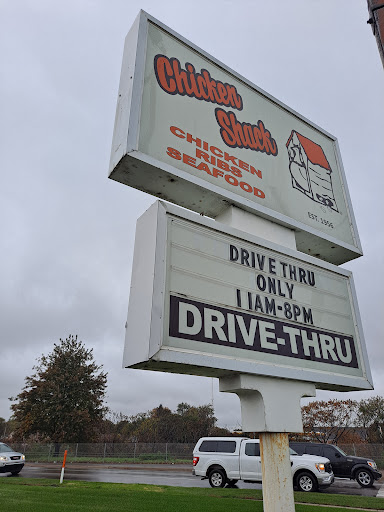 Chicken
Shack
CHICKEN
RIBS
SEAFOOD
EST. 1956
DRIVE THRU
ONLY
11AM-8PM
DRIVE-THRU